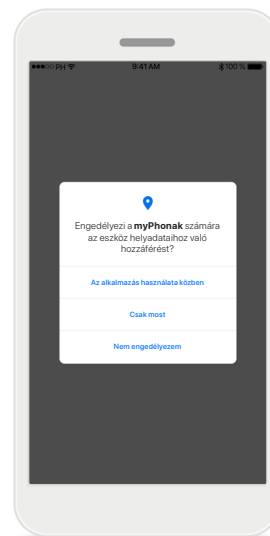 PH 9:41 AM 100 %
Engedélyezi a myPhonak számára
az eszköz helyadataihoz való
hozzáférést?
Az alkalmazás használata közben
Csak most
Nem engedélyezem